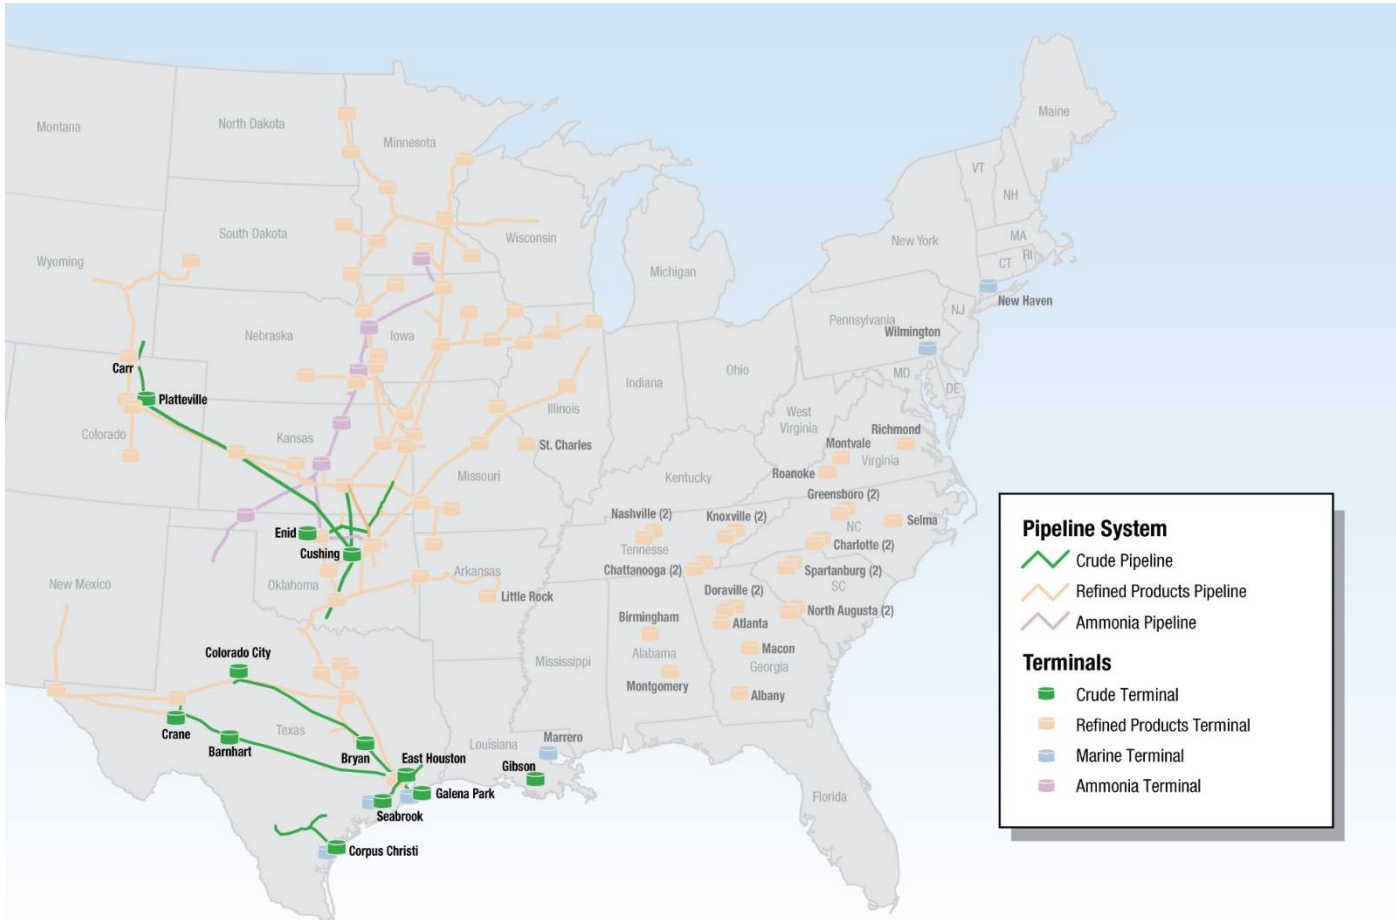 Maine
Montana
North Dakota
Minnesota
VT
NH
South Dakota
Wisconsin
New York
MA
CT
RI
Wyoming
Michigan
New Haven
Pennsylvania
NJ
Wilmington
Nebraska
Iowa
Carr
Ohio
MD
Indiana
DE
Platteville
Illinois
West
Virginia
Richmond
Colorado
Kansas
St. Charles
Montvale
Virginia
Missouri
Kentucky
Roanoke
Greensboro (2)
Nashville (2)
Knoxville (2)
Selma
NC
Enid
Cushing
Tennessee
Charlotte (2)
New Mexico
Oklahoma
Arkansas
Chattanooga (2)
Spartanburg (2)
SC
Little Rock
Doraville (2)
North Augusta (2)
Birmingham
Atlanta
Colorado City
Mississippi
Alabama
Macon
Georgia
Montgomery
Albany
Crane
Texas
Barnhart
Bryan
East Houston
Louisiana
Marrero
Gibson
Galena Park
Seabrook
Florida
Corpus Christi
Pipeline System
Crude Pipeline
Refined Products Pipeline
Ammonia Pipeline
Terminals
Crude Terminal
Refined Products Terminal
Marine Terminal
Ammonia Terminal